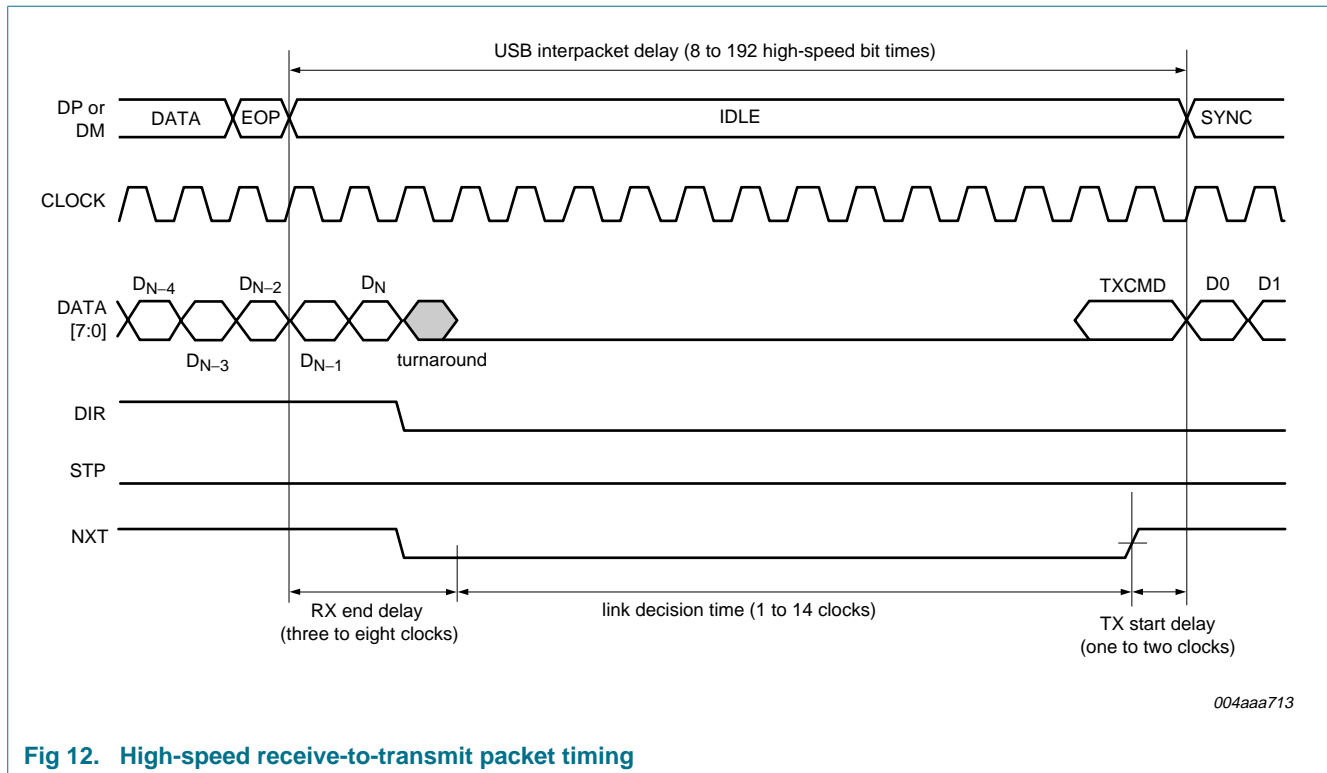 USB interpacket delay (8 to 192 high-speed bit times)
DP or
DM
DATA
EOP
IDLE
SYNC
CLOCK
DATA
[7:0]
DN−4
DN−3
DN−2
DN−1
DN
turnaround
TXCMD
D0
D1
DIR
STP
NXT
RX end delay
(three to eight clocks)
link decision time (1 to 14 clocks)
TX start delay
(one to two clocks)
004aaa713
Fig 12. High-speed receive-to-transmit packet timing